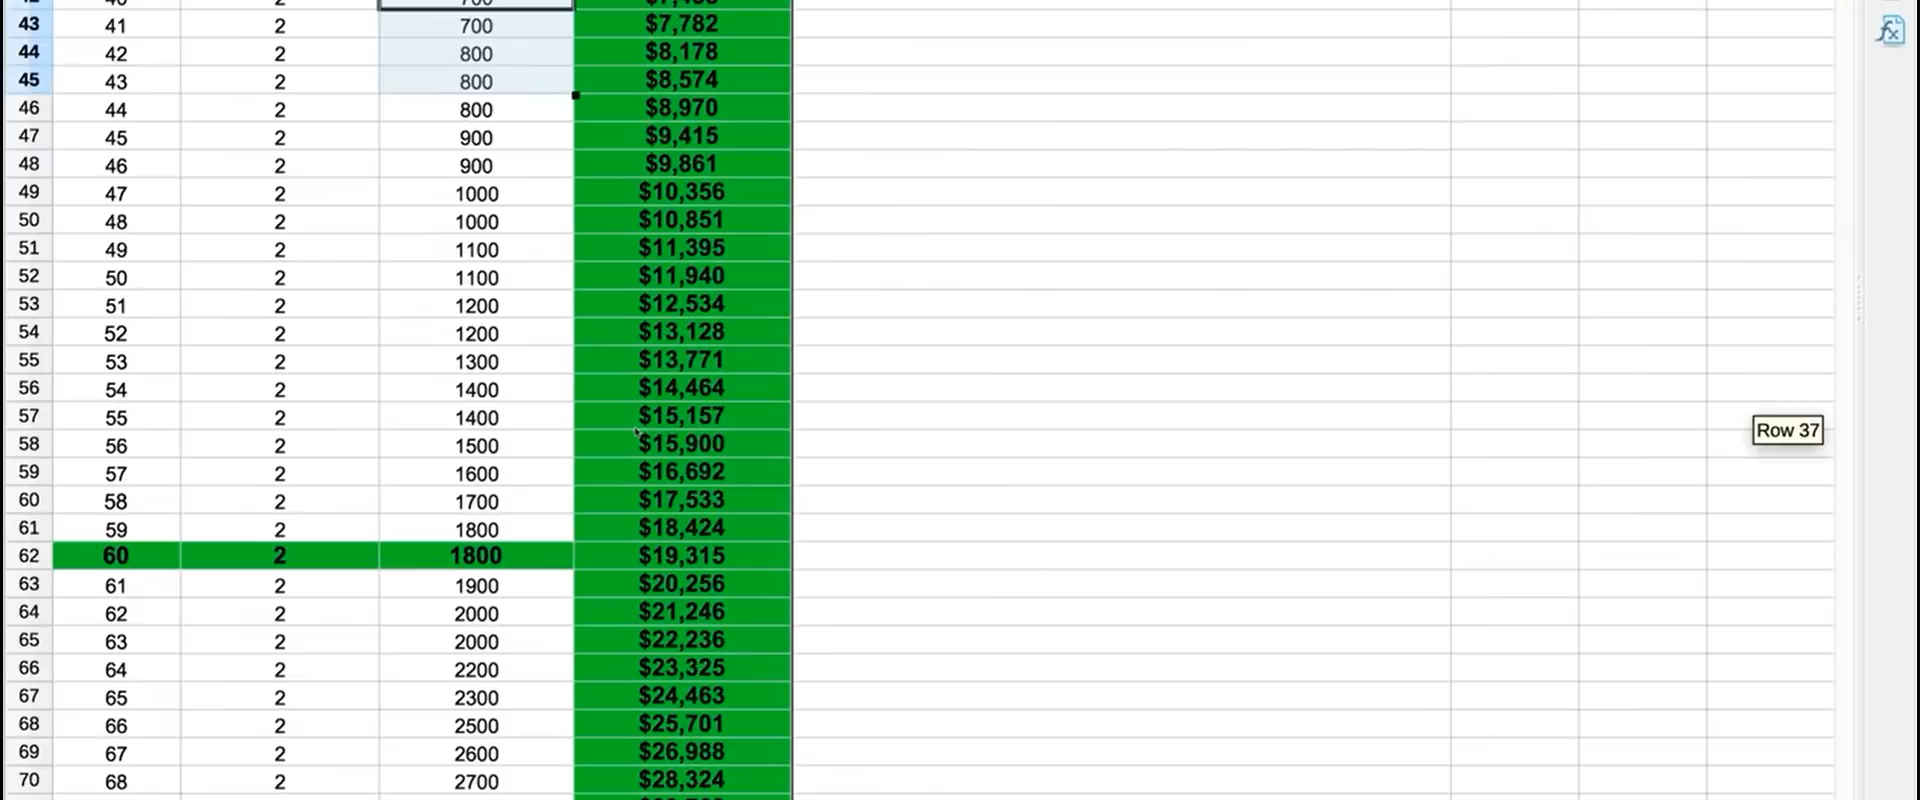 43 41 2 700 $7,782
44 42 2 800 $8,178
45 43 2 800 $8,574
46 44 2 800 $8,970
47 45 2 900 $9,415
48 46 2 900 $9,861
49 47 2 1000 $10,356
50 48 2 1000 $10,851
51 49 2 1100 $11,395
52 50 2 1100 $11,940
53 51 2 1200 $12,534
54 52 2 1200 $13,128
55 53 2 1300 $13,771
56 54 2 1400 $14,464
57 55 2 1400 $15,157
58 56 2 1500 $15,900
59 57 2 1600 $16,692
60 58 2 1700 $17,533
61 59 2 1800 $18,424
62 60 2 1800 $19,315
63 61 2 1900 $20,256
64 62 2 2000 $21,246
65 63 2 2000 $22,236
66 64 2 2200 $23,325
67 65 2 2300 $24,463
68 66 2 2500 $25,701
69 67 2 2600 $26,988
70 68 2 2700 $28,324
fx
Row 37